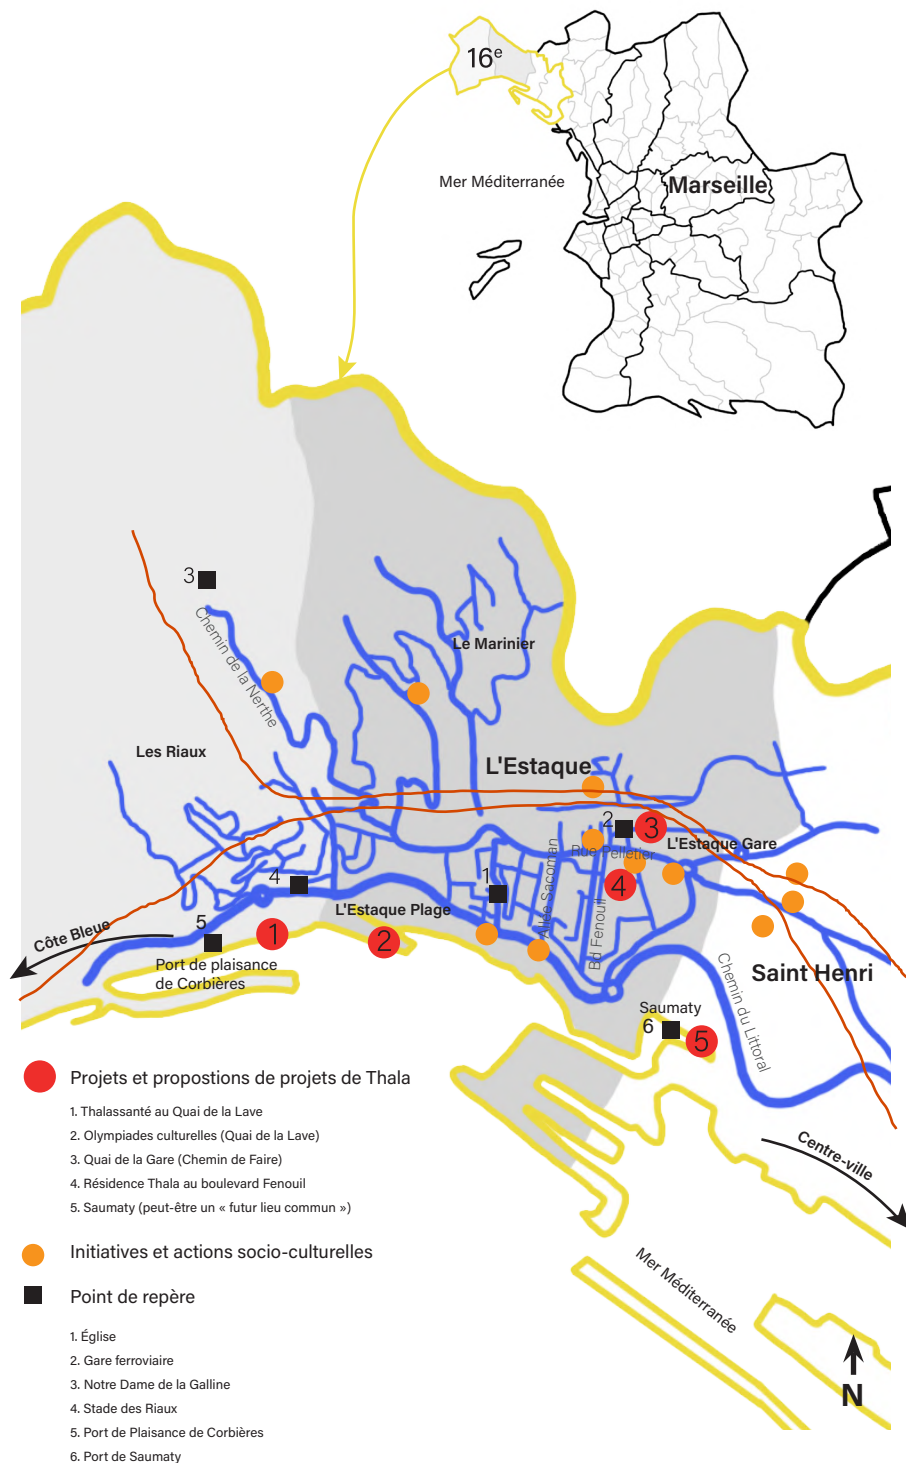 16e
Mer Méditerranée
Marseille
3
Chemin de la Nerthe
Le Marinier
Les Riaux
L'Estaque
2
3
Rue Pelletier
L'Estaque Gare
Allée Sacoman
4
1
4
Bd Fenouil
L'Estaque Plage
Côte Bleue
5
1
2
Port de plaisance
de Corbières
Saint Henri
Chemin du Littoral
Saumaty
6
5
Projets et propostions de projets de Thala
1. Thalassanté au Quai de la Lave
2. Olympiades culturelles (Quai de la Lave)
3. Quai de la Gare (Chemin de Faire)
4. Résidence Thala au boulevard Fenouil
5. Saumaty (peut-être un « futur lieu commun »)
Centre-ville
Initiatives et actions socio-culturelles
Point de repère
Mer Méditerranée
1. Église
2. Gare ferroviaire
3. Notre Dame de la Galline
4. Stade des Riaux
5. Port de Plaisance de Corbières
6. Port de Saumaty
N